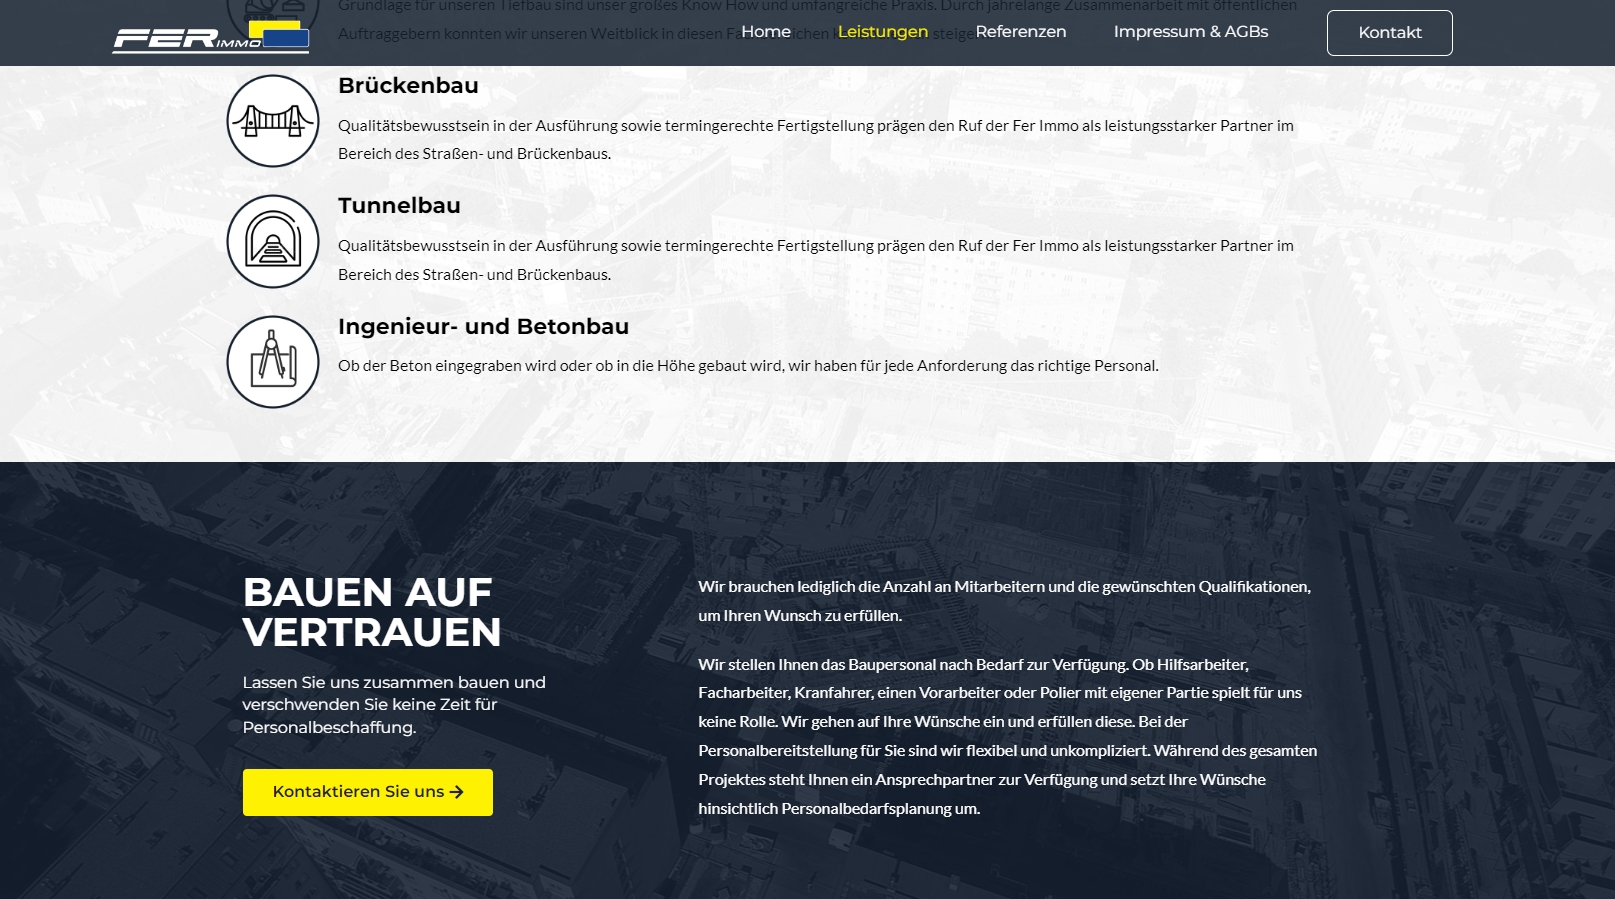 Grundlage für unseren Tiefbau sind unser großes Know How und umfangreiche Praxis. Durch jahrelange Zusammenarbeit mit öffentlichen
Auftraggebern konnten wir unseren Weitblick in diesen
FER IMMO
Home Leistungen Referenzen Impressum & AGBs Kontakt
Brückenbau
Qualitätsbewusstsein in der Ausführung sowie termingerechte Fertigstellung prägen den Ruf der Fer Immo als leistungsstarker Partner im
Bereich des Straßen- und Brückenbaus.
Tunnelbau
Qualitätsbewusstsein in der Ausführung sowie termingerechte Fertigstellung prägen den Ruf der Fer Immo als leistungsstarker Partner im
Bereich des Straßen- und Brückenbaus.
Ingenieur- und Betonbau
Ob der Beton eingegraben wird oder ob in die Höhe gebaut wird, wir haben für jede Anforderung das richtige Personal.
BAUEN AUF
VERTRAUEN
Lassen Sie uns zusammen bauen und
verschwenden Sie keine Zeit für
Personalbeschaffung.
Kontaktieren Sie uns →
Wir brauchen lediglich die Anzahl an Mitarbeitern und die gewünschten Qualifikationen,
um Ihren Wunsch zu erfüllen.
Wir stellen Ihnen das Baupersonal nach Bedarf zur Verfügung. Ob Hilfsarbeiter,
Facharbeiter, Kranfahrer, einen Vorarbeiter oder Polier mit eigener Partie spielt für uns
keine Rolle. Wir gehen auf Ihre Wünsche ein und erfüllen diese. Bei der
Personalbereitstellung für Sie sind wir flexibel und unkompliziert. Während des gesamten
Projektes steht Ihnen ein Ansprechpartner zur Verfügung und setzt Ihre Wünsche
hinsichtlich Personalbedarfsplanung um.